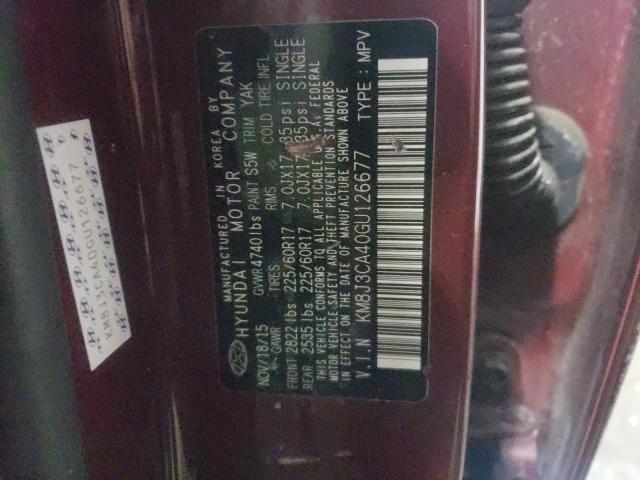 MANUFACTURED IN KOREA BY
HYUNDAI MOTOR COMPANY
NOV/18/15 GVWR 4740lbs PAINT S5W TRIM YAK
GAWR TIRES RIMS COLD TIRE INFL.
FRONT 2822 lbs 225/60R17 7.0JX17 35psi SINGLE
REAR 2535 lbs 225/60R17 7.0JX17 35psi SINGLE
THIS VEHICLE CONFORMS TO ALL APPLICABLE U.S.A. FEDERAL
MOTOR VEHICLE SAFETY AND THEFT PREVENTION STANDARDS
IN EFFECT ON THE DATE OF MANUFACTURE SHOWN ABOVE
V.I.N KM8J3CA40GU126677 TYPE : MPV
KM8J3CA40GU126677